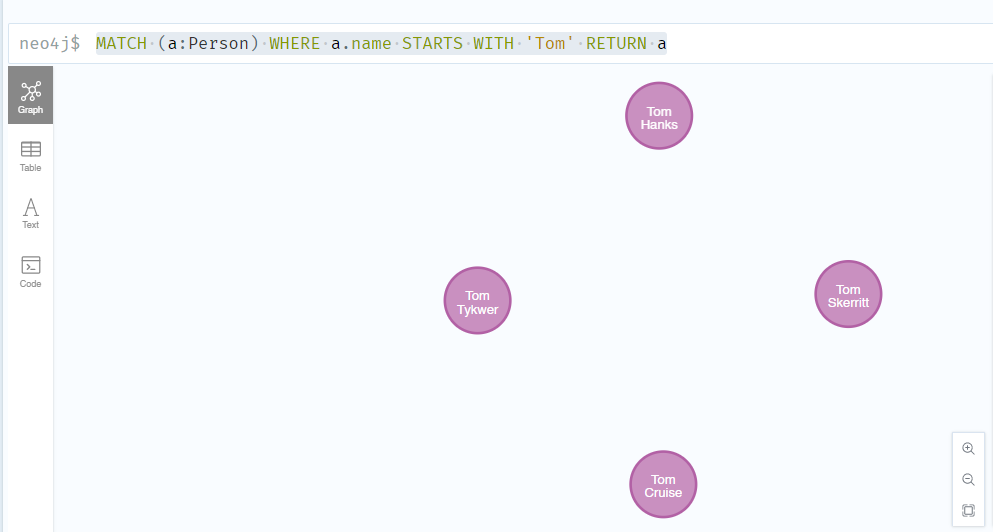 neo4j$ MATCH (a:Person) WHERE a.name STARTS WITH 'Tom' RETURN a
Graph
Table
Text
Code
Tom
Hanks
Tom
Tykwer
Tom
Skerritt
Tom
Cruise